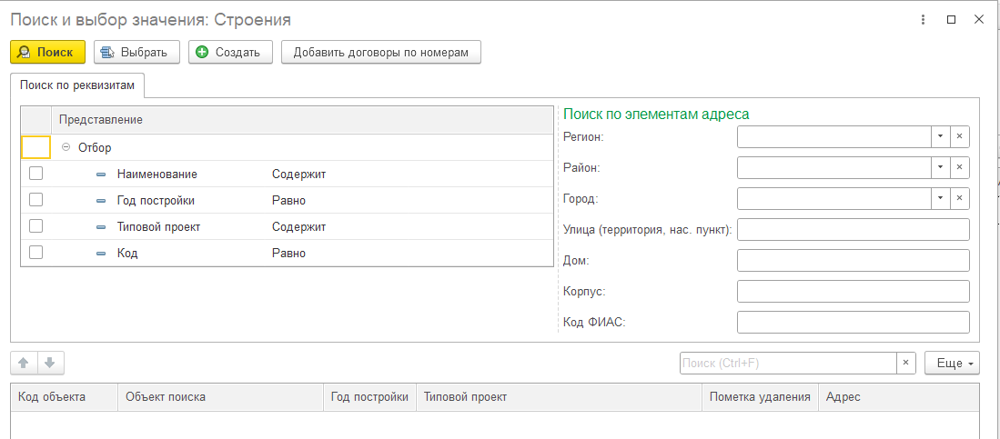 Поиск и выбор значения: Строения
Поиск Выбрать Создать Добавить договоры по номерам
Поиск по реквизитам
Представление
Отбор
Наименование Содержит
Год постройки Равно
Типовой проект Содержит
Код Равно
Поиск по элементам адреса
Регион:
Район:
Город:
Улица (территория, нас. пункт):
Дом:
Корпус:
Код ФИАС:
Поиск (Ctrl+F) Еще
Код объекта Объект поиска Год постройки Типовой проект Пометка удаления Адрес